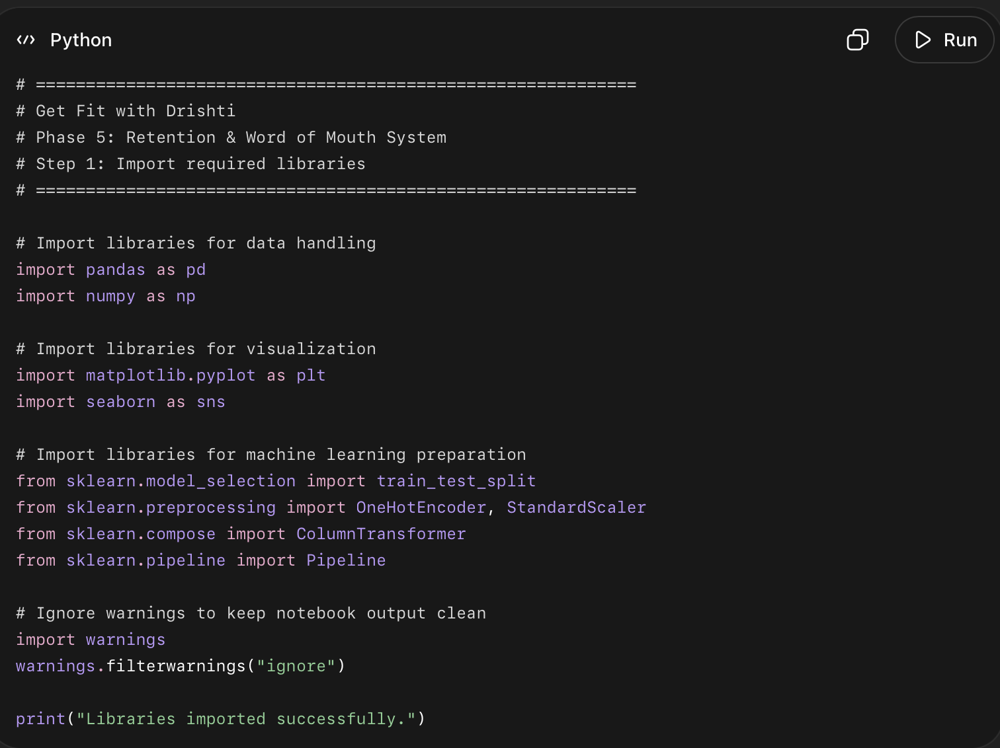 Python
Run
# ============================================================
# Get Fit with Drishti
# Phase 5: Retention & Word of Mouth System
# Step 1: Import required libraries
# ============================================================
# Import libraries for data handling
import pandas as pd
import numpy as np
# Import libraries for visualization
import matplotlib.pyplot as plt
import seaborn as sns
# Import libraries for machine learning preparation
from sklearn.model_selection import train_test_split
from sklearn.preprocessing import OneHotEncoder, StandardScaler
from sklearn.compose import ColumnTransformer
from sklearn.pipeline import Pipeline
# Ignore warnings to keep notebook output clean
import warnings
warnings.filterwarnings("ignore")
print("Libraries imported successfully.")